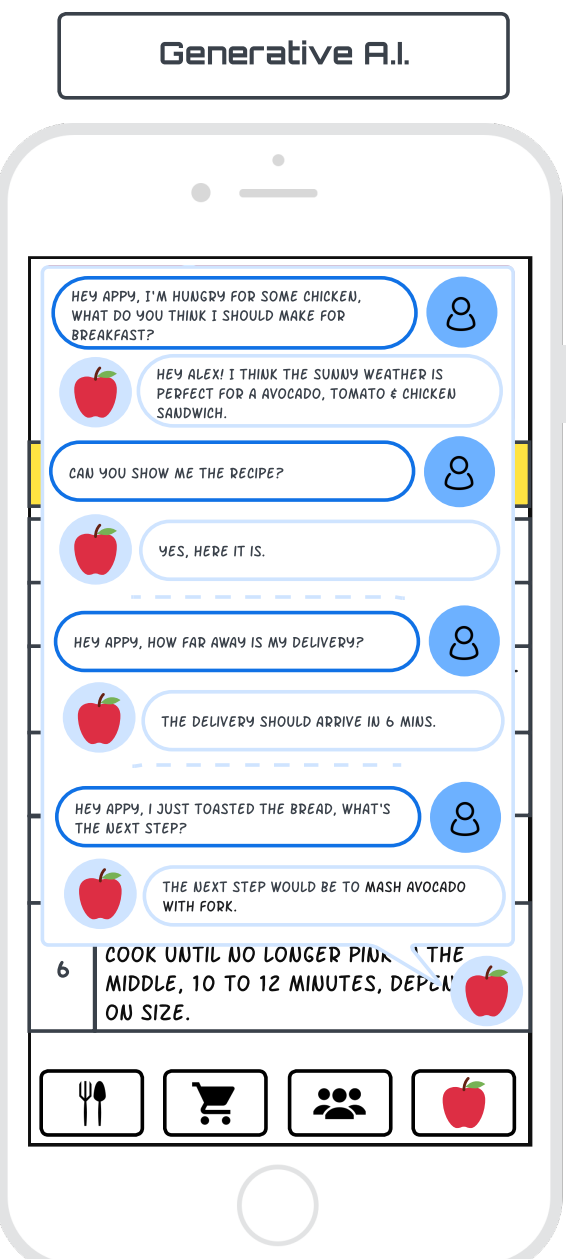 Generative A.I.
HEY APPY, I'M HUNGRY FOR SOME CHICKEN,
WHAT DO YOU THINK I SHOULD MAKE FOR
BREAKFAST?
HEY ALEX! I THINK THE SUNNY WEATHER IS
PERFECT FOR A AVOCADO, TOMATO & CHICKEN
SANDWICH.
CAN YOU SHOW ME THE RECIPE?
YES, HERE IT IS.
HEY APPY, HOW FAR AWAY IS MY DELIVERY?
THE DELIVERY SHOULD ARRIVE IN 6 MINS.
HEY APPY, I JUST TOASTED THE BREAD, WHAT'S
THE NEXT STEP?
THE NEXT STEP WOULD BE TO MASH AVOCADO
WITH FORK.
6
COOK UNTIL NO LONGER PINK THE
MIDDLE, 10 TO 12 MINUTES,
ON SIZE.